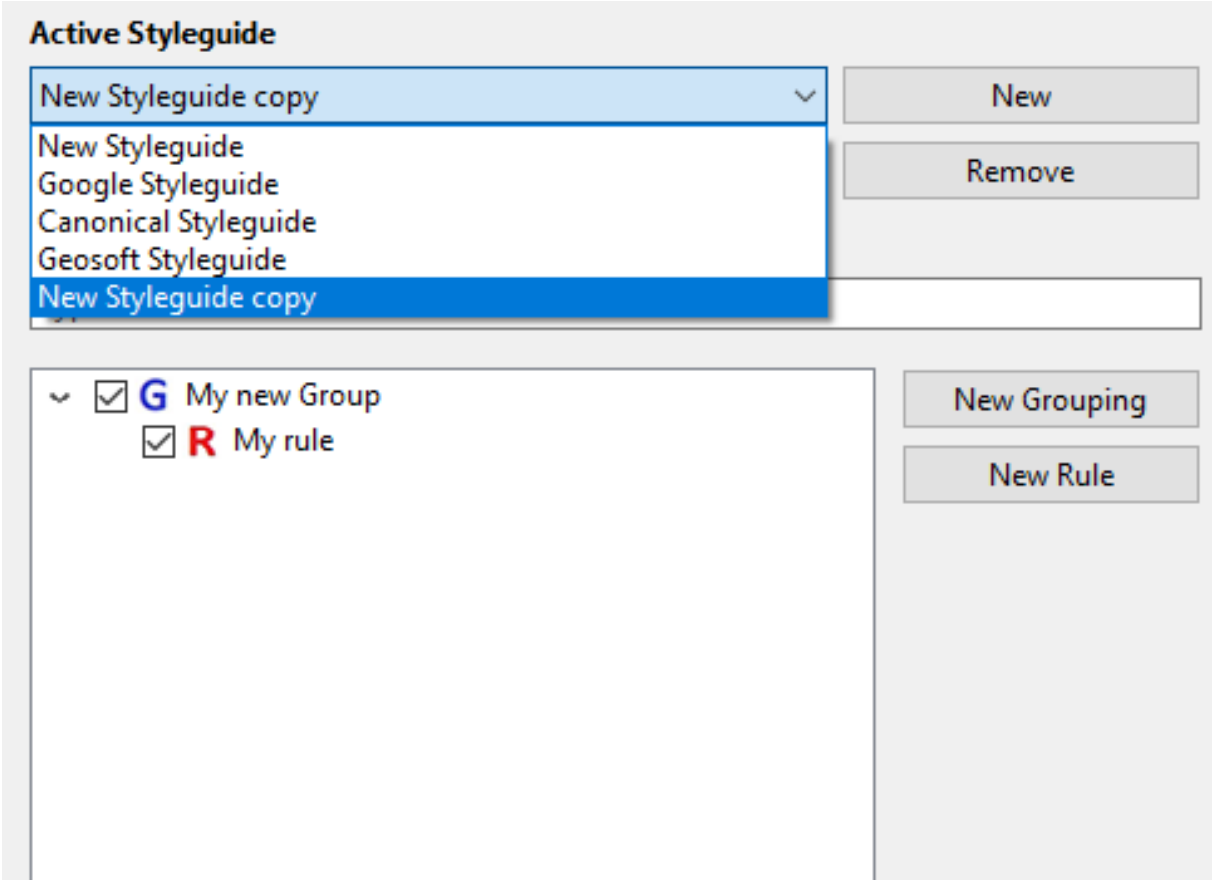 Active Styleguide
New Styleguide copy
New
New Styleguide
Remove
Google Styleguide
Canonical Styleguide
Geosoft Styleguide
New Styleguide copy
G My new Group
New Grouping
R My rule
New Rule